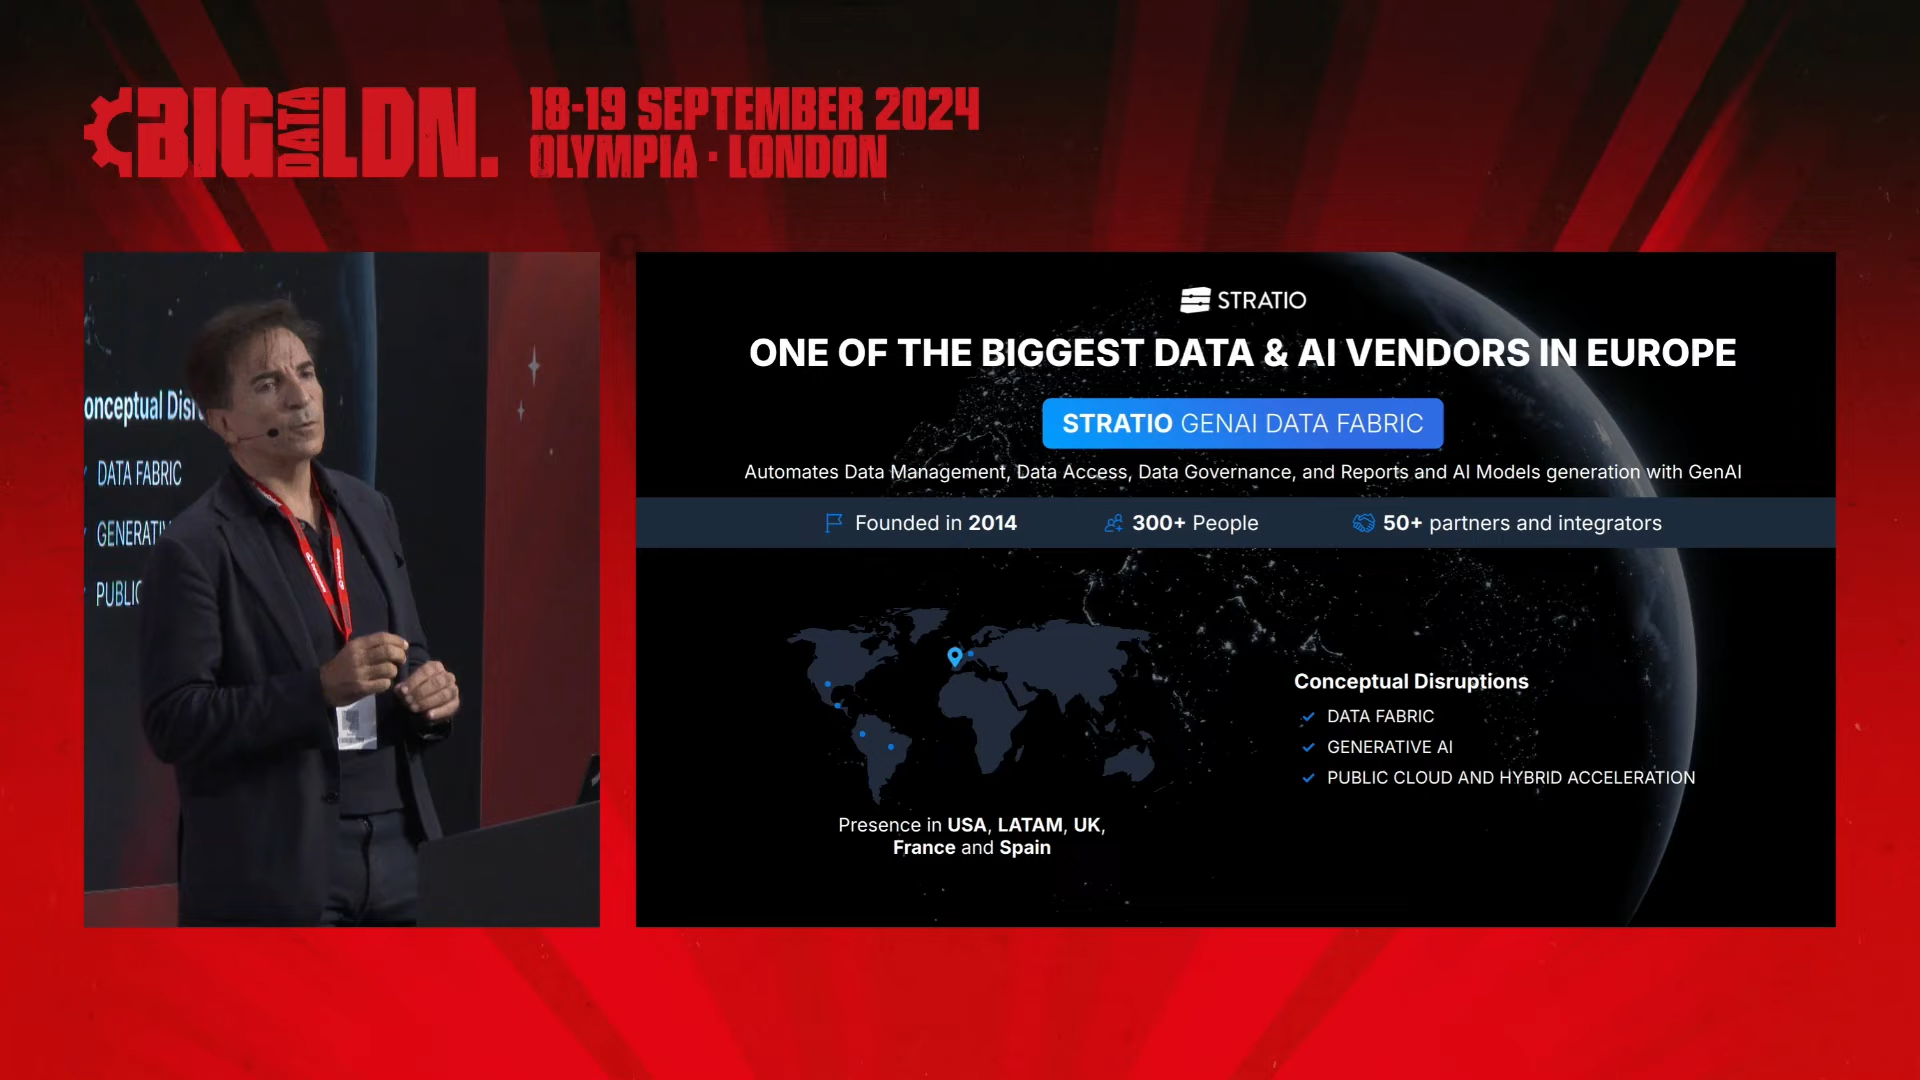 BIG DATA LDN.
18-19 SEPTEMBER 2024
OLYMPIA · LONDON
onceptual Disr
DATA FABRIC
GENERATIV
PUBLIC
STRATIO
ONE OF THE BIGGEST DATA & AI VENDORS IN EUROPE
STRATIO GENAI DATA FABRIC
Automates Data Management, Data Access, Data Governance, and Reports and AI Models generation with GenAI
Founded in 2014
300+ People
50+ partners and integrators
Conceptual Disruptions
DATA FABRIC
GENERATIVE AI
PUBLIC CLOUD AND HYBRID ACCELERATION
Presence in USA, LATAM, UK,
France and Spain